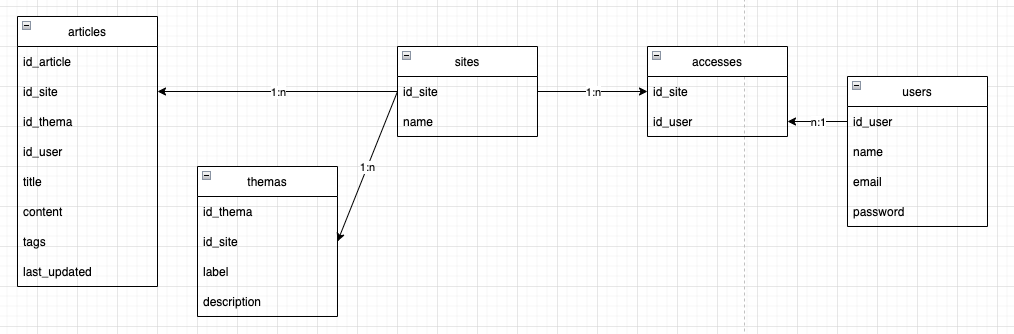 articles
id_article
id_site
id_thema
id_user
title
content
tags
last_updated
1:n
sites
id_site
name
1:n
1:n
themas
id_thema
id_site
label
description
accesses
id_site
id_user
n:1
users
id_user
name
email
password